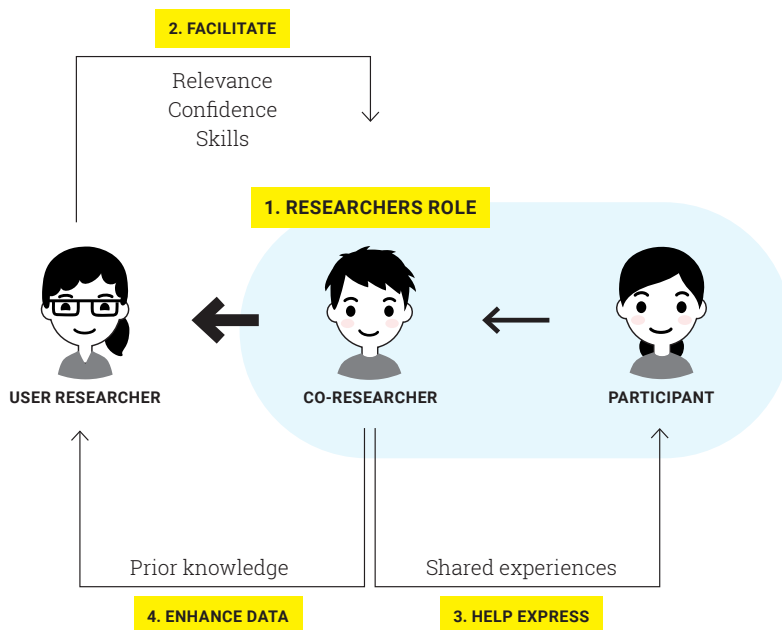 2. FACILITATE
Relevance
Confidence
Skills
1. RESEARCHERS ROLE
USER RESEARCHER
CO-RESEARCHER
PARTICIPANT
Prior knowledge
Shared experiences
4. ENHANCE DATA
3. HELP EXPRESS